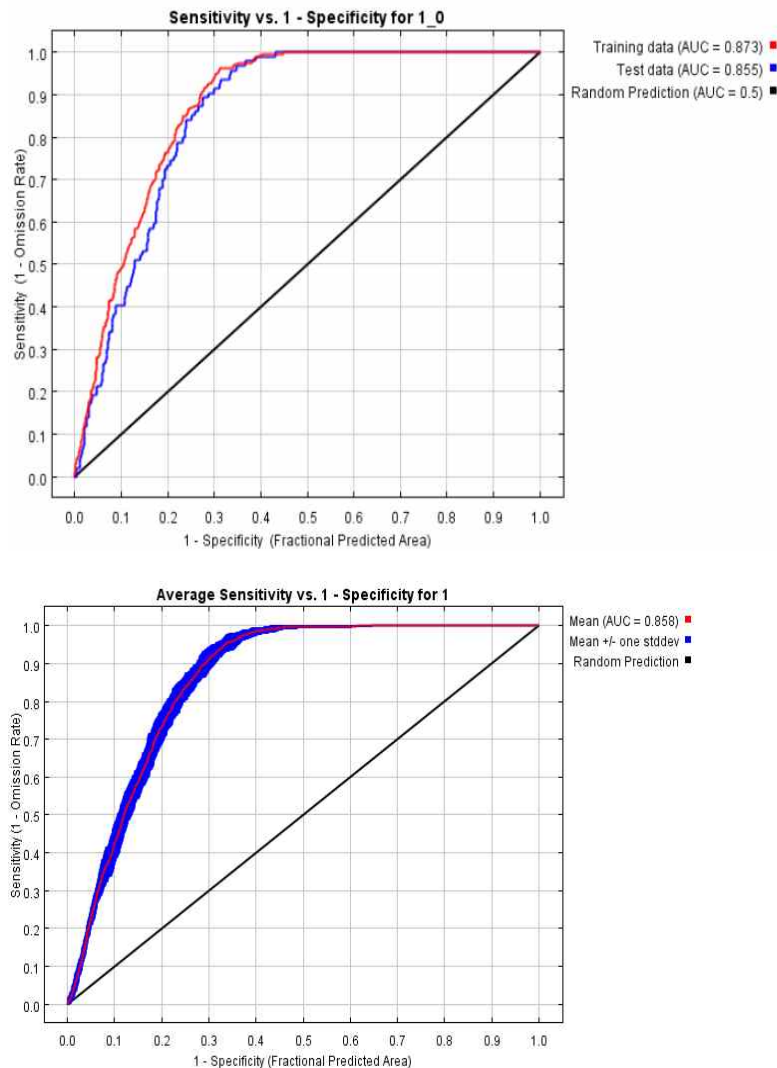 Sensitivity vs. 1 - Specificity for 1_0
Training data (AUC = 0.873)
Test data (AUC = 0.855)
Random Prediction (AUC = 0.5)
Sensitivity (1 - Omission Rate)
1.0
0.9
0.8
0.7
0.6
0.5
0.4
0.3
0.2
0.1
0.0
0.0 0.1 0.2 0.3 0.4 0.5 0.6 0.7 0.8 0.9 1.0
1 - Specificity (Fractional Predicted Area)
Average Sensitivity vs. 1 - Specificity for 1
Mean (AUC = 0.858)
Mean +/- one stddev
Random Prediction
Sensitivity (1 - Omission Rate)
1.0
0.9
0.8
0.7
0.6
0.5
0.4
0.3
0.2
0.1
0.0
0.0 0.1 0.2 0.3 0.4 0.5 0.6 0.7 0.8 0.9 1.0
1 - Specificity (Fractional Predicted Area)